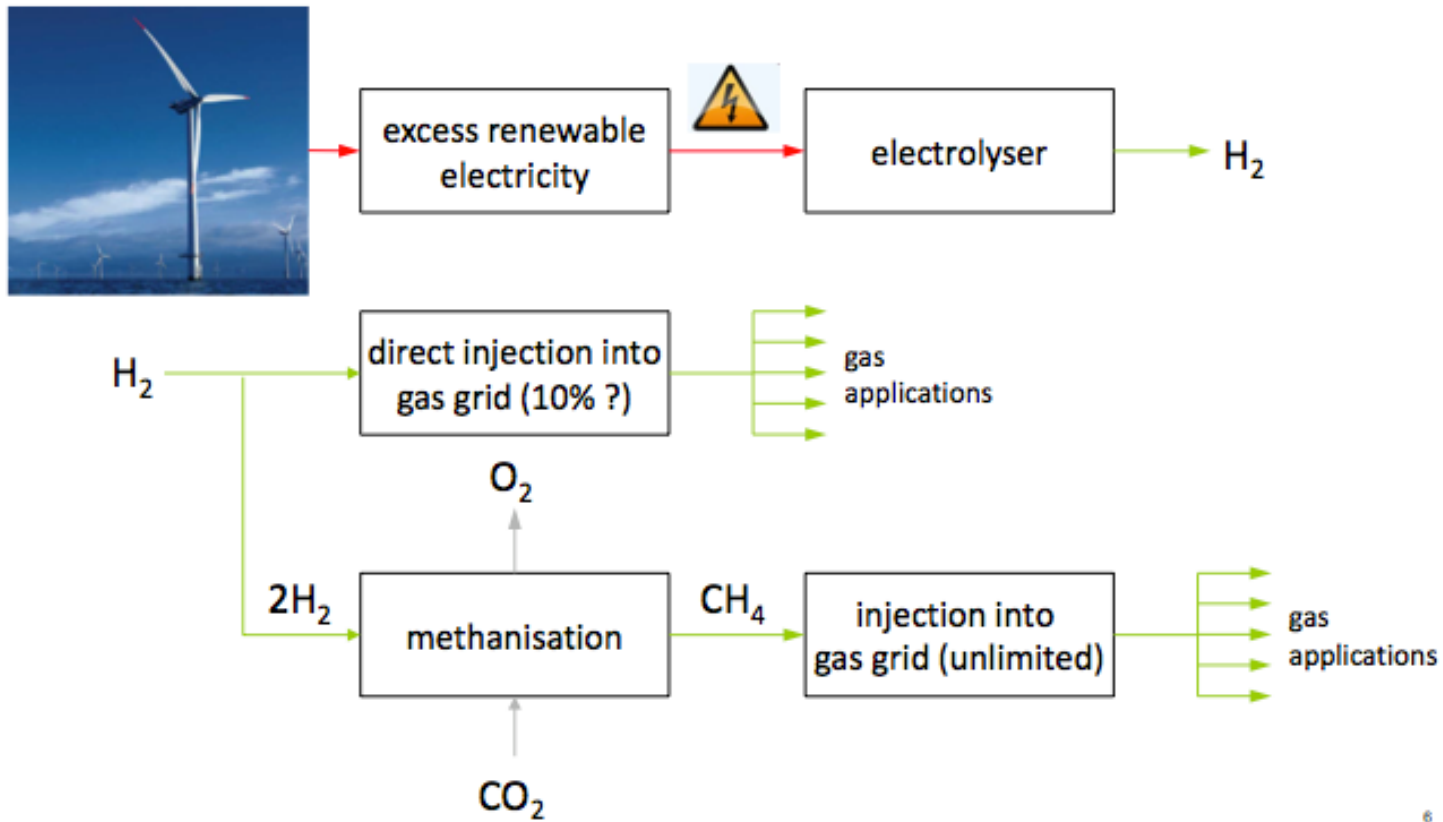 excess renewable
electricity
electrolyser
H₂
H₂
direct injection into
gas grid (10% ?)
gas
applications
O₂
2H₂
methanisation
CH₄
injection into
gas grid (unlimited)
gas
applications
CO₂
6